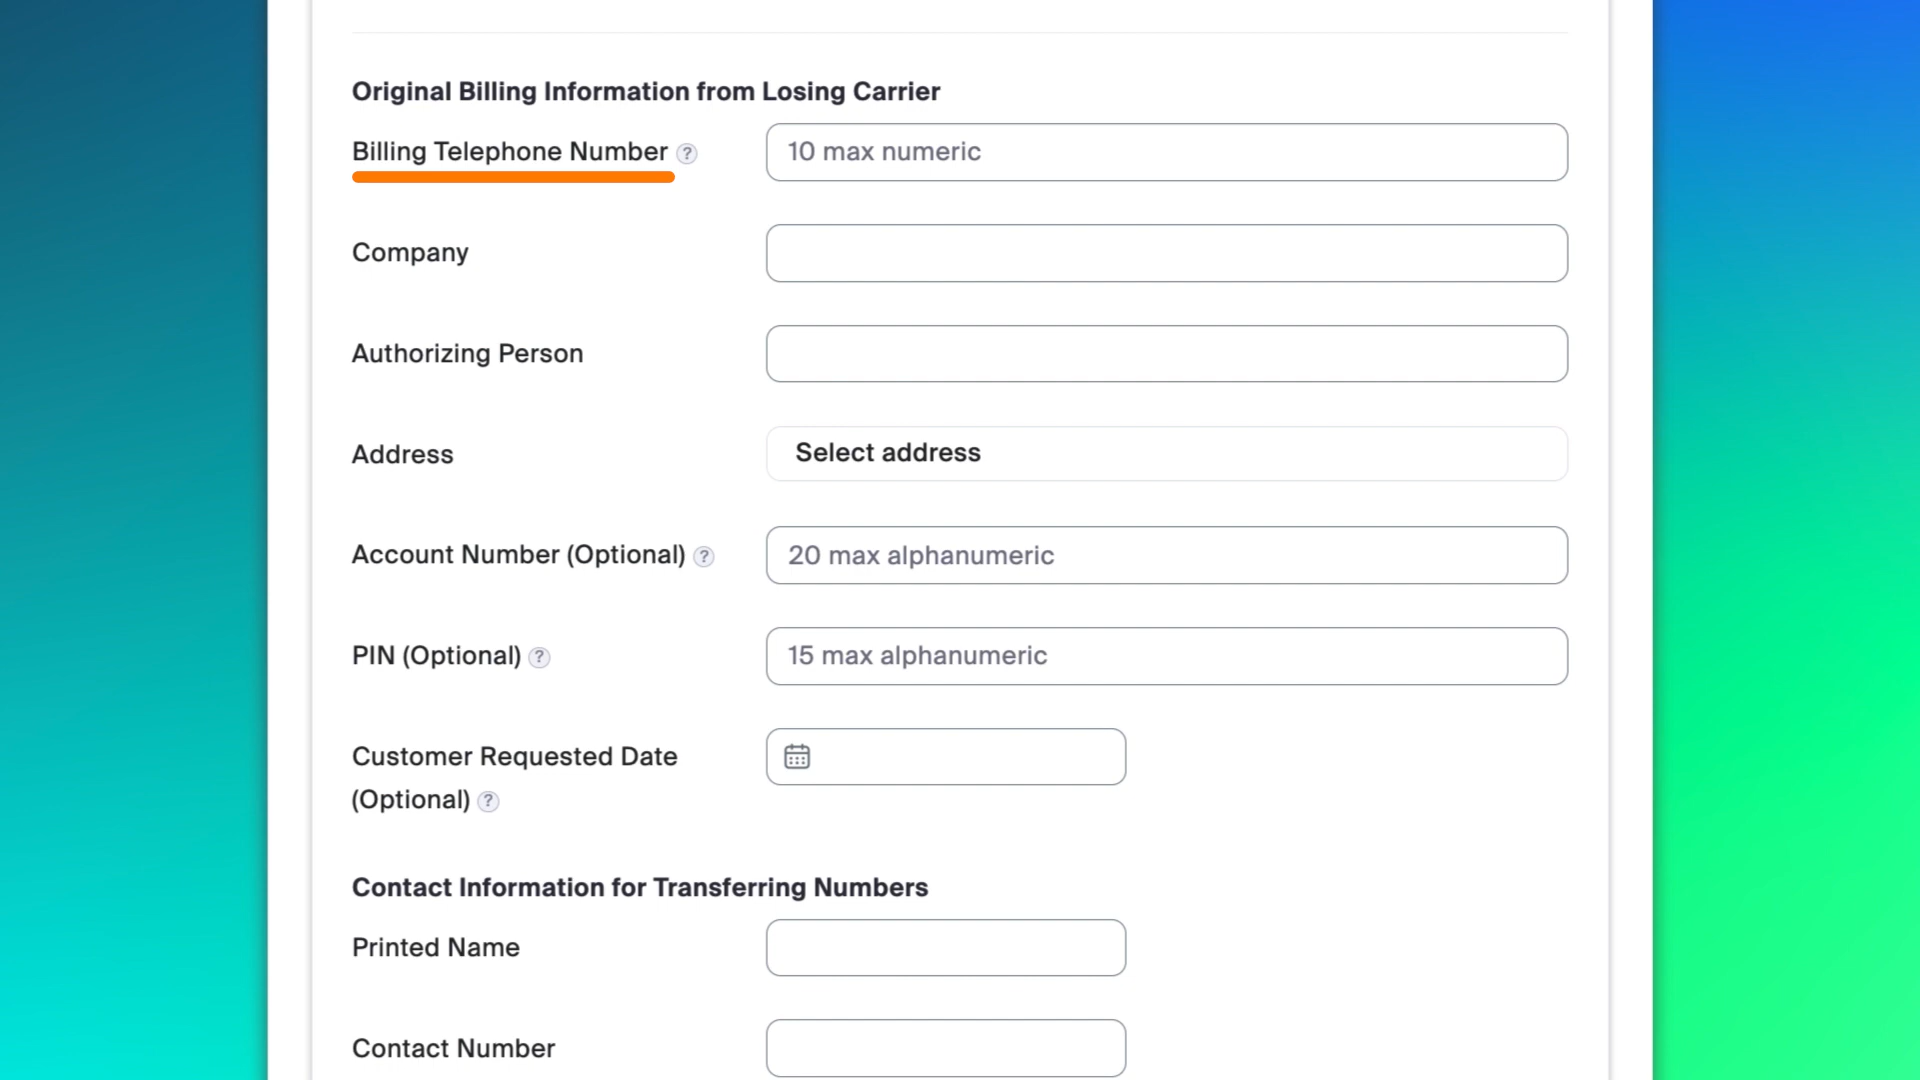 Original Billing Information from Losing Carrier
Billing Telephone Number ?
10 max numeric
Company
Authorizing Person
Address
Select address
Account Number (Optional) ?
20 max alphanumeric
PIN (Optional) ?
15 max alphanumeric
Customer Requested Date
(Optional) ?
Contact Information for Transferring Numbers
Printed Name
Contact Number